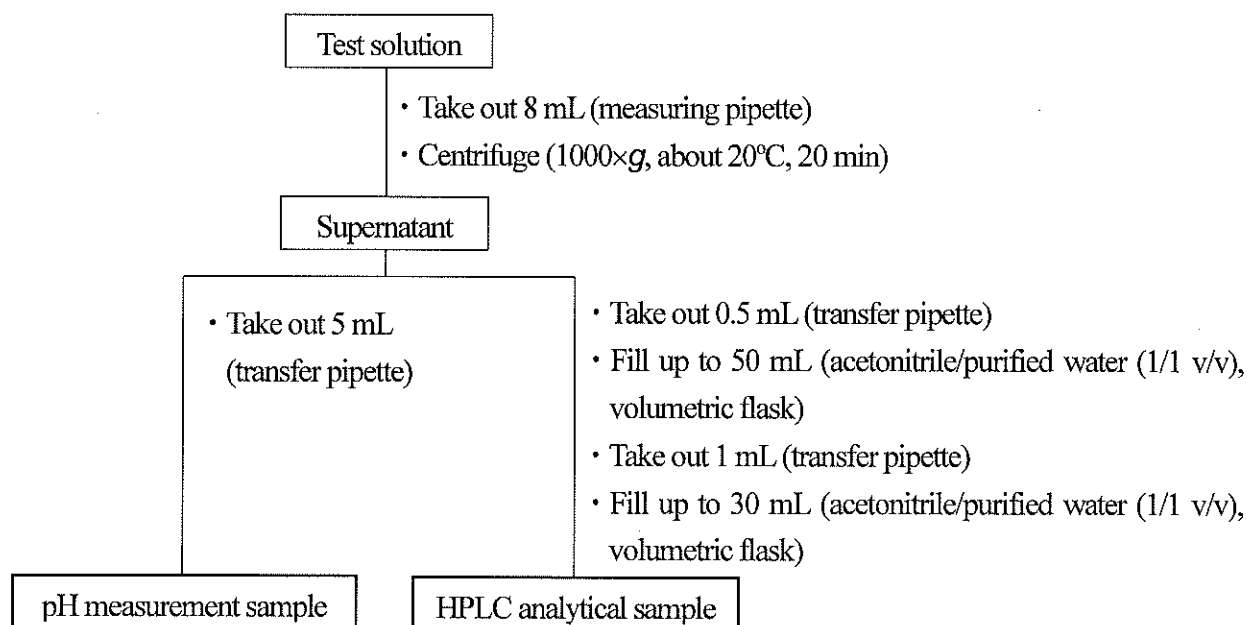 Test solution
・Take out 8 mL (measuring pipette)
・Centrifuge (1000×g, about 20ºC, 20 min)
Supernatant
・Take out 5 mL
(transfer pipette)
・Take out 0.5 mL (transfer pipette)
・Fill up to 50 mL (acetonitrile/purified water (1/1 v/v),
volumetric flask)
・Take out 1 mL (transfer pipette)
・Fill up to 30 mL (acetonitrile/purified water (1/1 v/v),
volumetric flask)
pH measurement sample
HPLC analytical sample